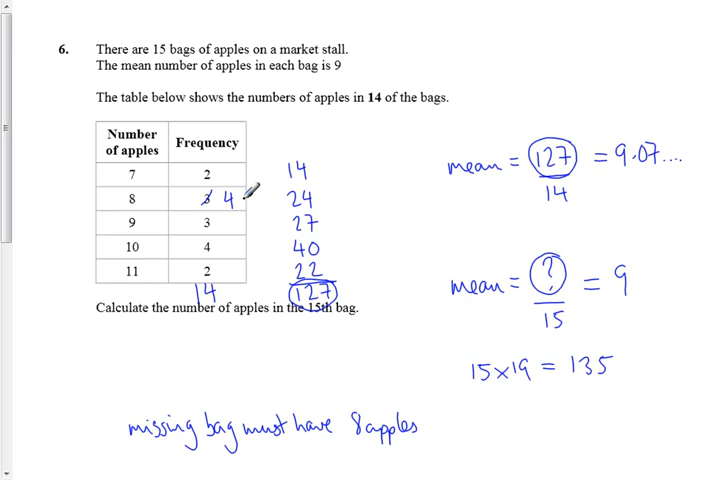 6. There are 15 bags of apples on a market stall.
The mean number of apples in each bag is 9
The table below shows the numbers of apples in 14 of the bags.
Number of apples Frequency
7 2 14
8 3 4 24
9 3 27
10 4 40
11 2 22
14 127
Calculate the number of apples in the 15th bag.
mean = 127 = 9.07....
14
mean = ? = 9
15
15 x 19 = 135
missing bag must have 8 apples